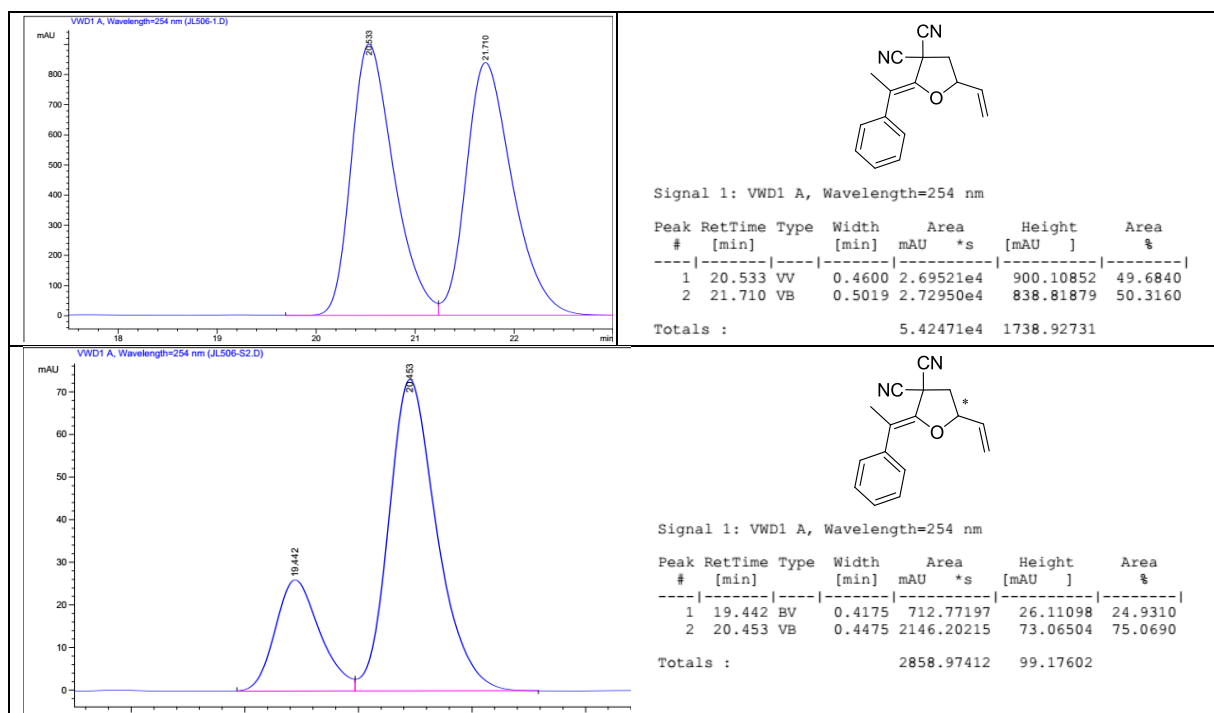 VWD1 A, Wavelength=254 nm (JL506-1.D)
mAU
20.533
21.710
800
700
600
500
400
300
200
100
0
18
19
20
21
22
min
CN
NC
O
Signal 1: VWD1 A, Wavelength=254 nm
Peak RetTime Type Width Area Height Area
# [min] [min] mAU *s [mAU ] %
----|-------|----|-------|----------|----------|--------|
1 20.533 VV 0.4600 2.69521e4 900.10852 49.6840
2 21.710 VB 0.5019 2.72950e4 838.81879 50.3160
Totals : 5.42471e4 1738.92731
VWD1 A, Wavelength=254 nm (JL506-S2.D)
mAU
19.442
20.453
70
60
50
40
30
20
10
0
CN
NC
*
O
Signal 1: VWD1 A, Wavelength=254 nm
Peak RetTime Type Width Area Height Area
# [min] [min] mAU *s [mAU ] %
----|-------|----|-------|----------|----------|--------|
1 19.442 BV 0.4175 712.77197 26.11098 24.9310
2 20.453 VB 0.4475 2146.20215 73.06504 75.0690
Totals : 2858.97412 99.17602